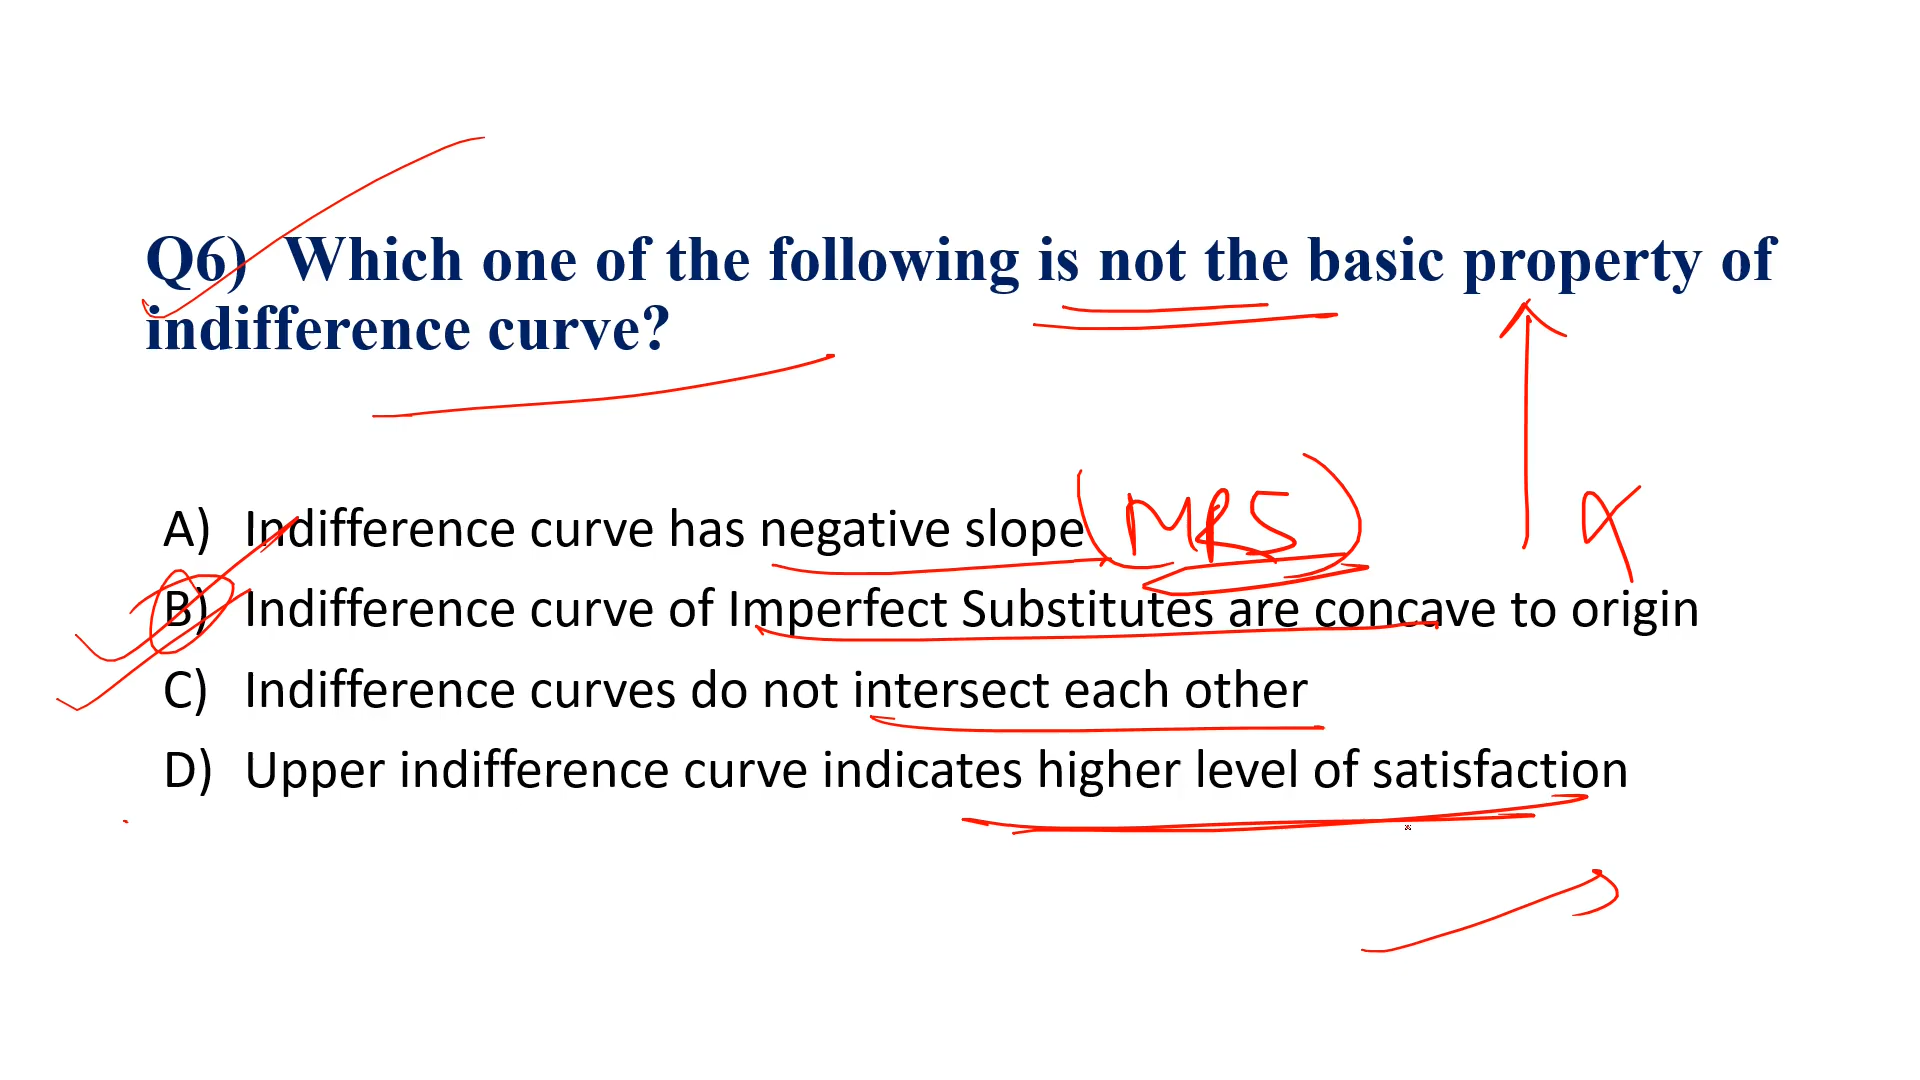 Q6) Which one of the following is not the basic property of
indifference curve?
A) Indifference curve has negative slope (MRS)
B) Indifference curve of Imperfect Substitutes are concave to origin
C) Indifference curves do not intersect each other
D) Upper indifference curve indicates higher level of satisfaction